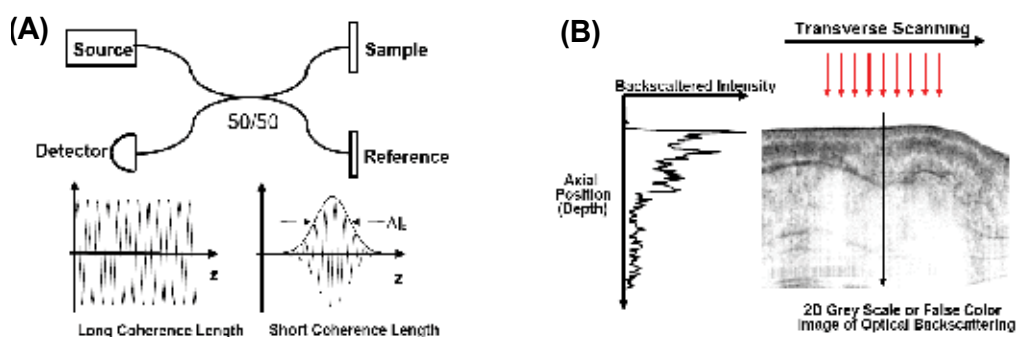 (A)
Source
Sample
50/50
Detector
Reference
Δlc
z
z
Long Coherence Length
Short Coherence Length
(B)
Transverse Scanning
Backscattered Intensity
Axial
Position
(Depth)
2D Grey Scale or False Color
Image of Optical Backscattering